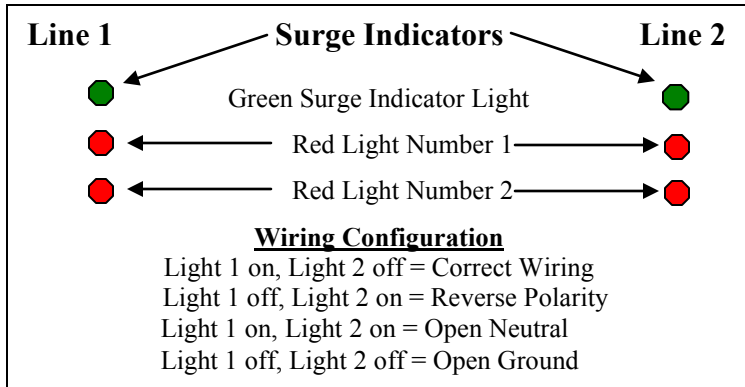 Line 1 Surge Indicators Line 2
Green Surge Indicator Light
Red Light Number 1
Red Light Number 2
Wiring Configuration
Light 1 on, Light 2 off = Correct Wiring
Light 1 off, Light 2 on = Reverse Polarity
Light 1 on, Light 2 on = Open Neutral
Light 1 off, Light 2 off = Open Ground